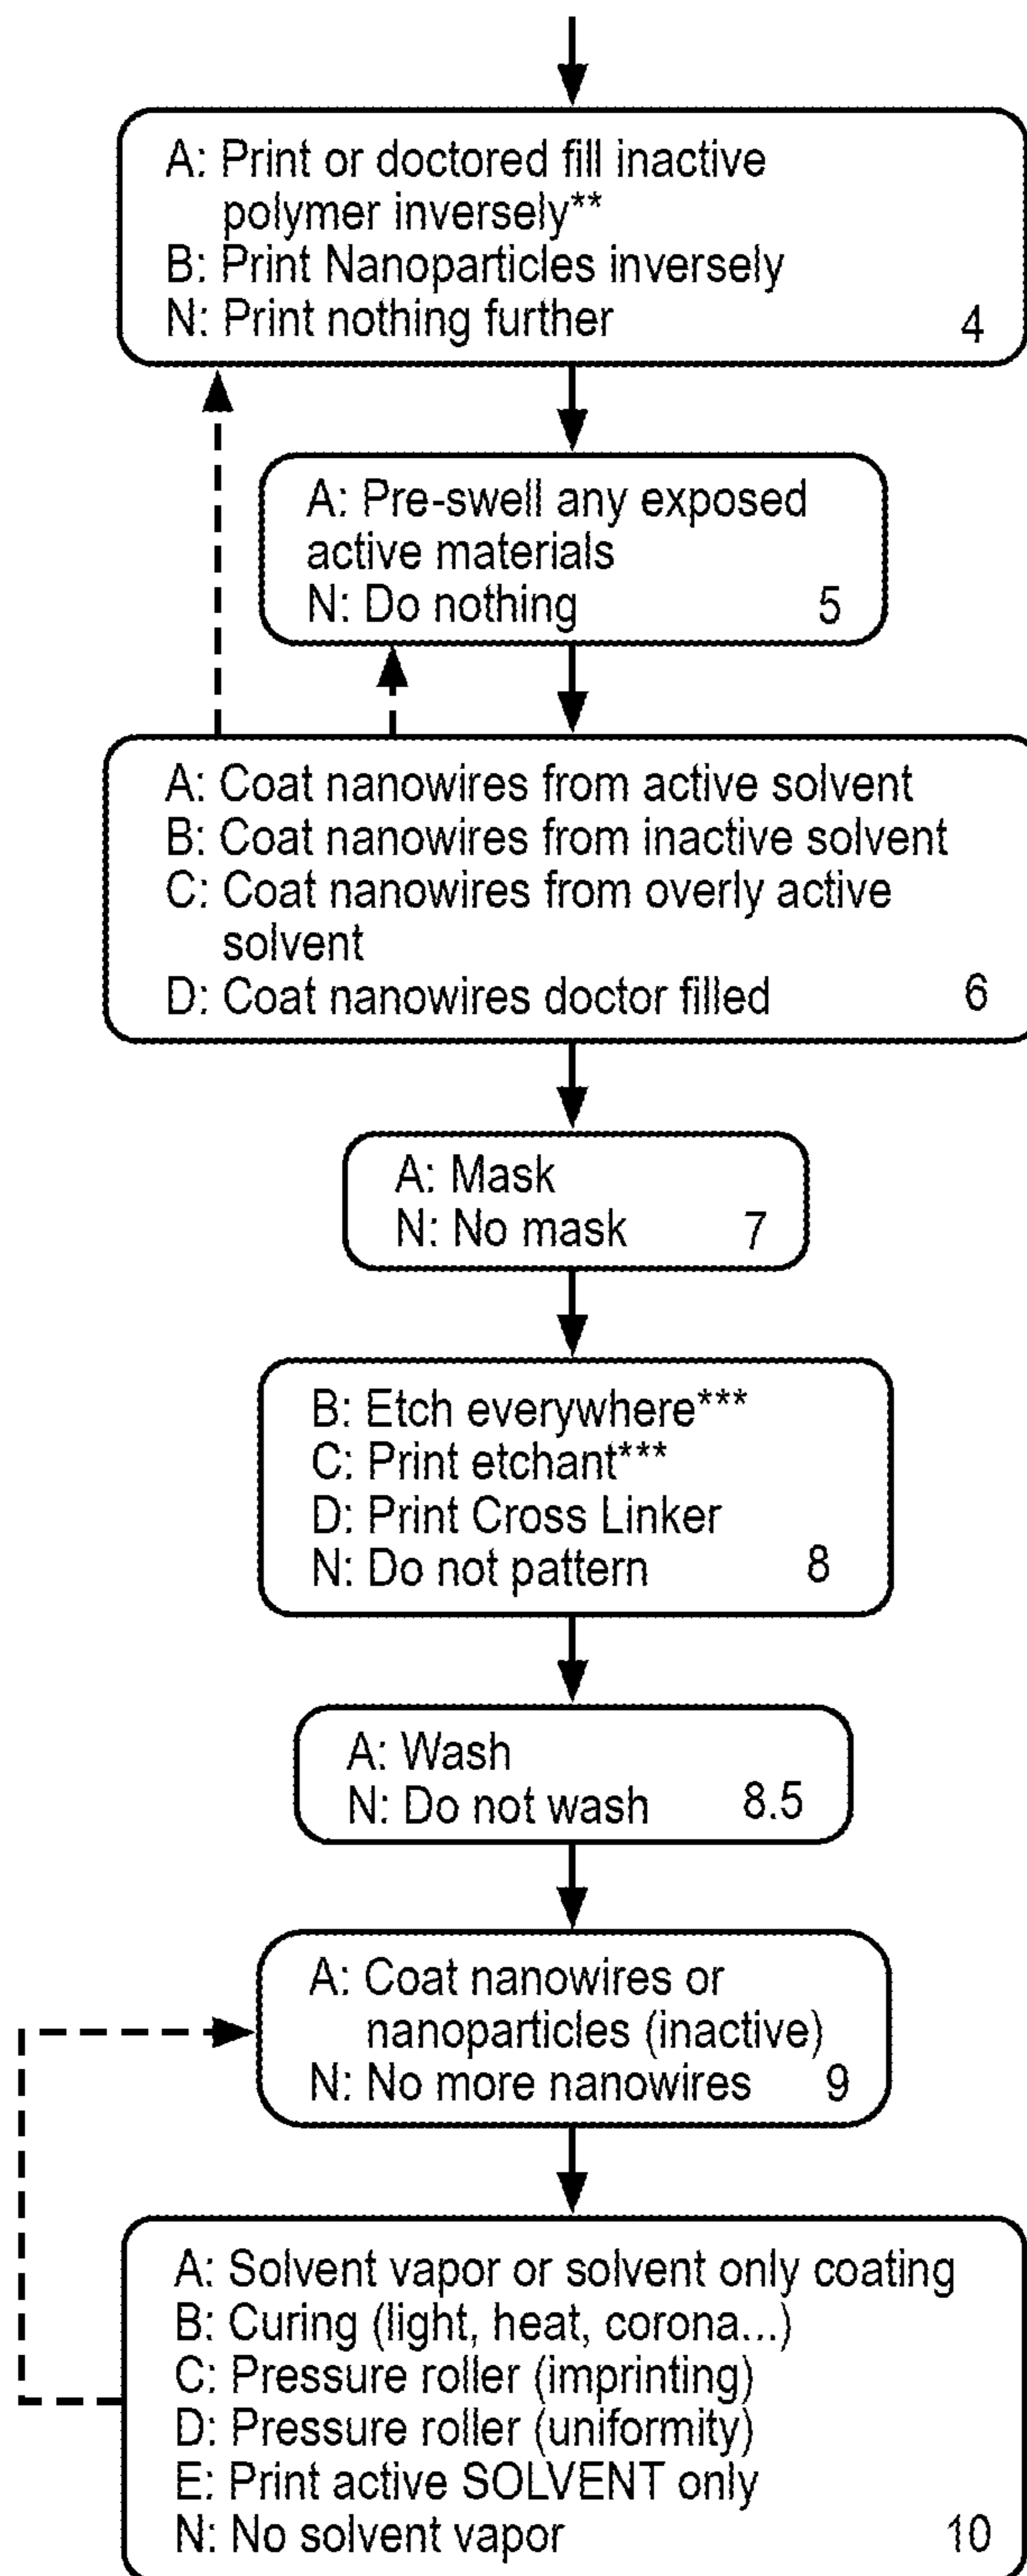 A: Print or doctored fill inactive
polymer inversely**
B: Print Nanoparticles inversely
N: Print nothing further
4
A: Pre-swell any exposed
active materials
N: Do nothing
5
A: Coat nanowires from active solvent
B: Coat nanowires from inactive solvent
C: Coat nanowires from overly active
solvent
D: Coat nanowires doctor filled
6
A: Mask
N: No mask
7
B: Etch everywhere***
C: Print etchant***
D: Print Cross Linker
N: Do not pattern
8
A: Wash
N: Do not wash
8.5
A: Coat nanowires or
nanoparticles (inactive)
N: No more nanowires
9
A: Solvent vapor or solvent only coating
B: Curing (light, heat, corona...)
C: Pressure roller (imprinting)
D: Pressure roller (uniformity)
E: Print active SOLVENT only
N: No solvent vapor
10